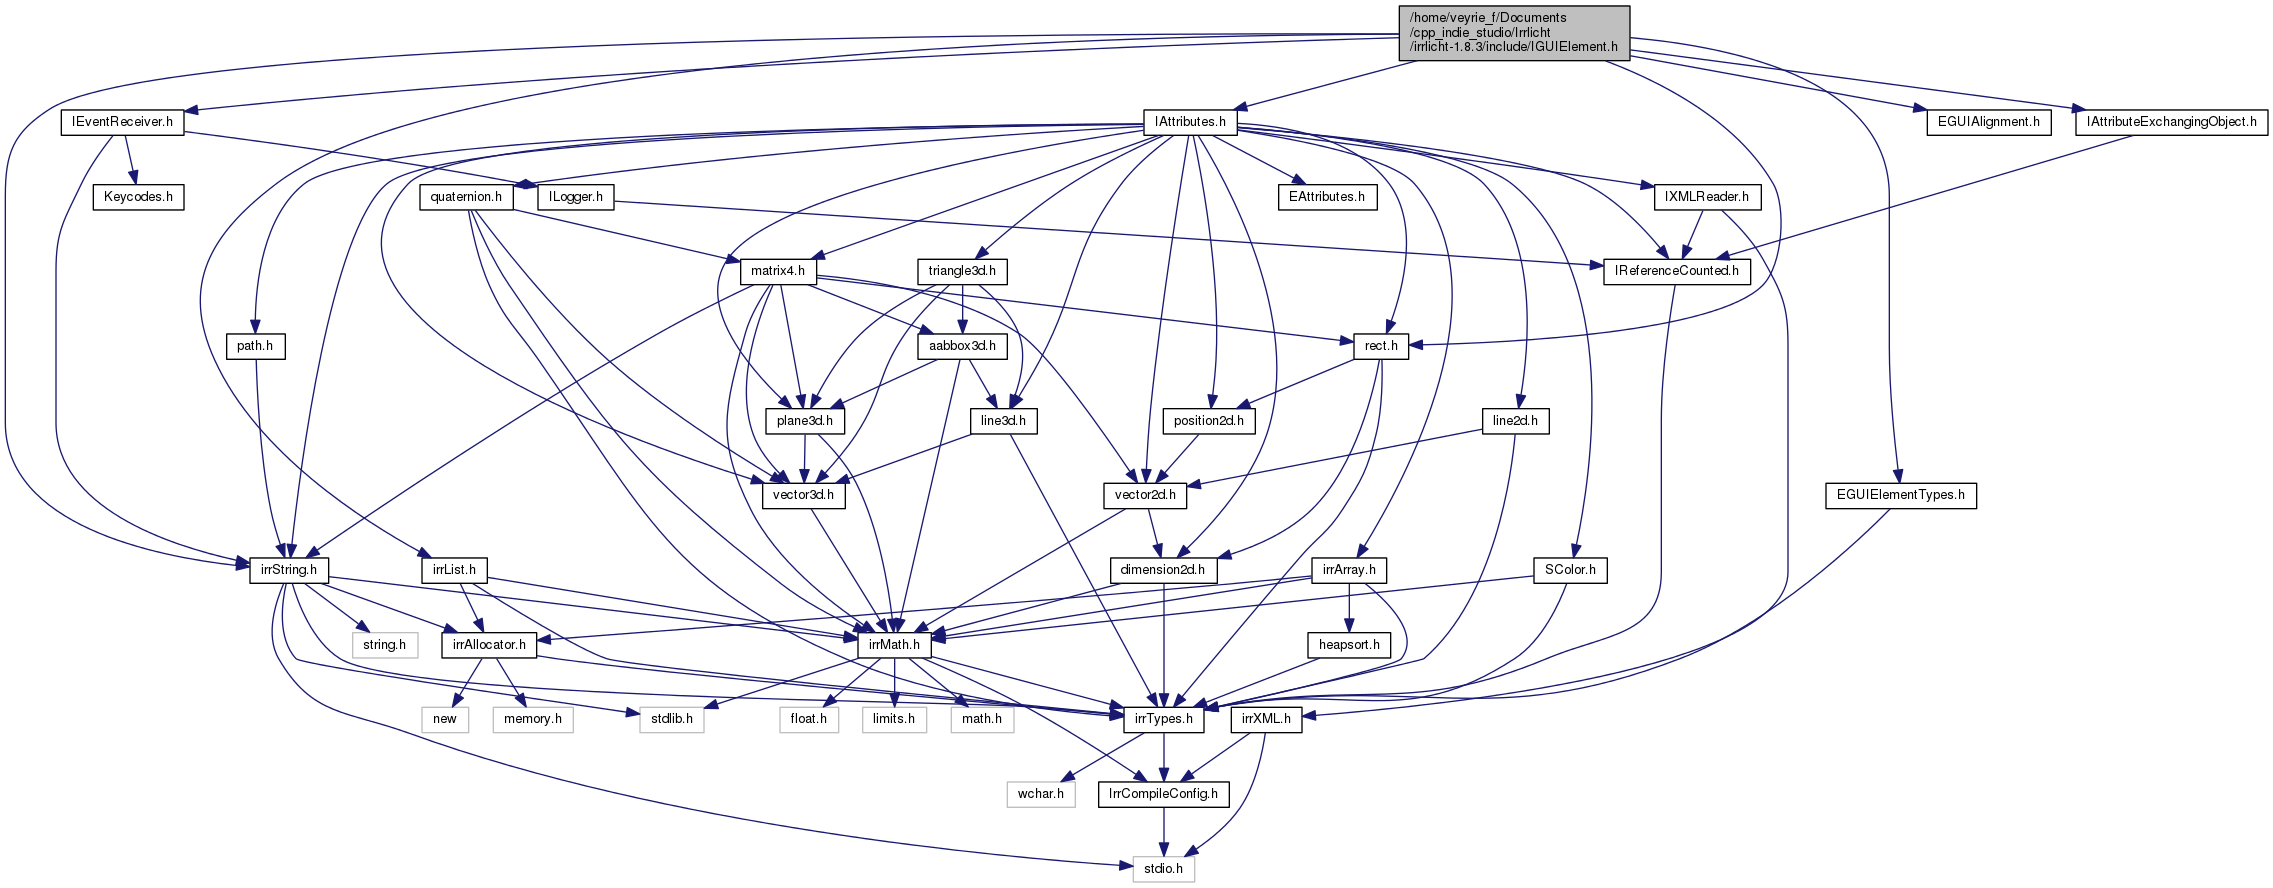 /home/veyrie_f/Documents
/cpp_indie_studio/Irrlicht
/irrlicht-1.8.3/include/IGUIElement.h
IEventReceiver.h
IAttributes.h
EGUIAlignment.h
IAttributeExchangingObject.h
Keycodes.h
quaternion.h
ILogger.h
EAttributes.h
IXMLReader.h
matrix4.h
triangle3d.h
IReferenceCounted.h
path.h
aabbox3d.h
rect.h
plane3d.h
line3d.h
position2d.h
line2d.h
vector3d.h
vector2d.h
EGUIElementTypes.h
irrString.h
irrList.h
dimension2d.h
irrArray.h
SColor.h
string.h
irrAllocator.h
irrMath.h
heapsort.h
new
memory.h
stdlib.h
float.h
limits.h
math.h
irrTypes.h
irrXML.h
wchar.h
IrrCompileConfig.h
stdio.h